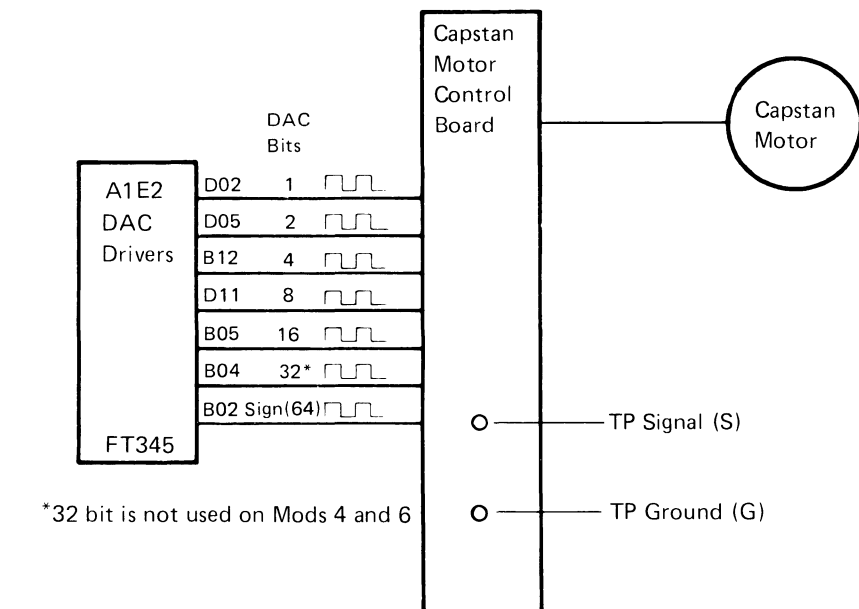 Capstan
Motor
Control
Board
Capstan
Motor
DAC
Bits
A1E2
DAC
Drivers
FT345
D02 1
D05 2
B12 4
D11 8
B05 16
B04 32*
B02 Sign(64)
TP Signal (S)
TP Ground (G)
*32 bit is not used on Mods 4 and 6